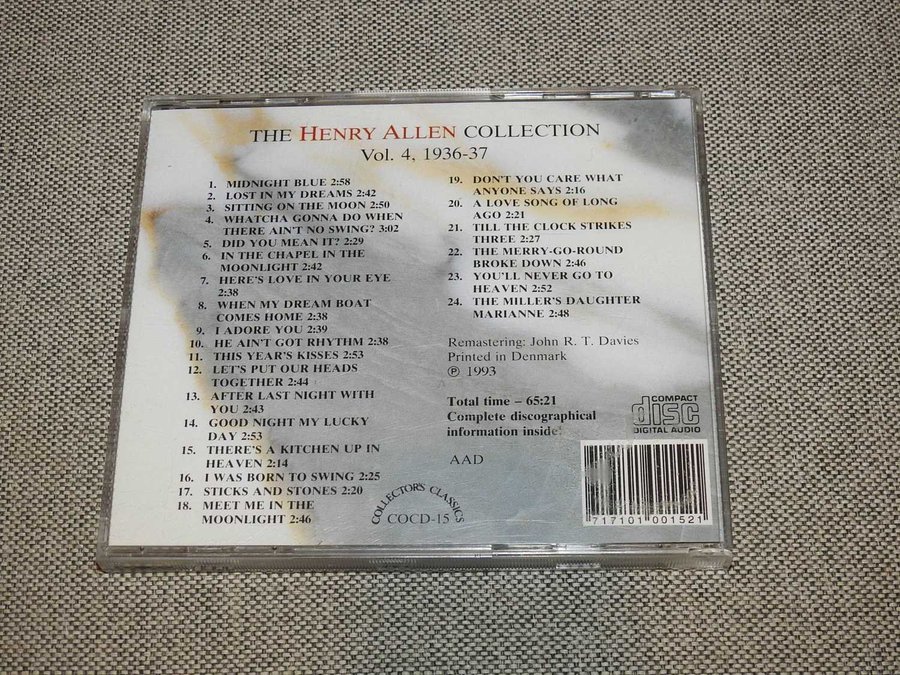 THE HENRY ALLEN COLLECTION
Vol. 4, 1936-37
1. MIDNIGHT BLUE 2:58
2. LOST IN MY DREAMS 2:42
3. SITTING ON THE MOON 2:50
4. WHATCHA GONNA DO WHEN
THERE AIN'T NO SWING? 3:02
5. DID YOU MEAN IT? 2:29
6. IN THE CHAPEL IN THE
MOONLIGHT 2:42
7. HERE'S LOVE IN YOUR EYE
2:38
8. WHEN MY DREAM BOAT
COMES HOME 2:38
9. I ADORE YOU 2:39
10. HE AIN'T GOT RHYTHM 2:38
11. THIS YEAR'S KISSES 2:53
12. LET'S PUT OUR HEADS
TOGETHER 2:44
13. AFTER LAST NIGHT WITH
YOU 2:43
14. GOOD NIGHT MY LUCKY
DAY 2:53
15. THERE'S A KITCHEN UP IN
HEAVEN 2:14
16. I WAS BORN TO SWING 2:25
17. STICKS AND STONES 2:20
18. MEET ME IN THE
MOONLIGHT 2:46
19. DON'T YOU CARE WHAT
ANYONE SAYS 2:16
20. A LOVE SONG OF LONG
AGO 2:21
21. TILL THE CLOCK STRIKES
THREE 2:27
22. THE MERRY-GO-ROUND
BROKE DOWN 2:46
23. YOU'LL NEVER GO TO
HEAVEN 2:52
24. THE MILLER'S DAUGHTER
MARIANNE 2:48
Remastering: John R. T. Davies
Printed in Denmark
℗ 1993
Total time – 65:21
Complete discographical
information inside!
AAD
COLLECTOR'S CLASSICS
COCD-15
COMPACT
disc
DIGITAL AUDIO
717101 001521